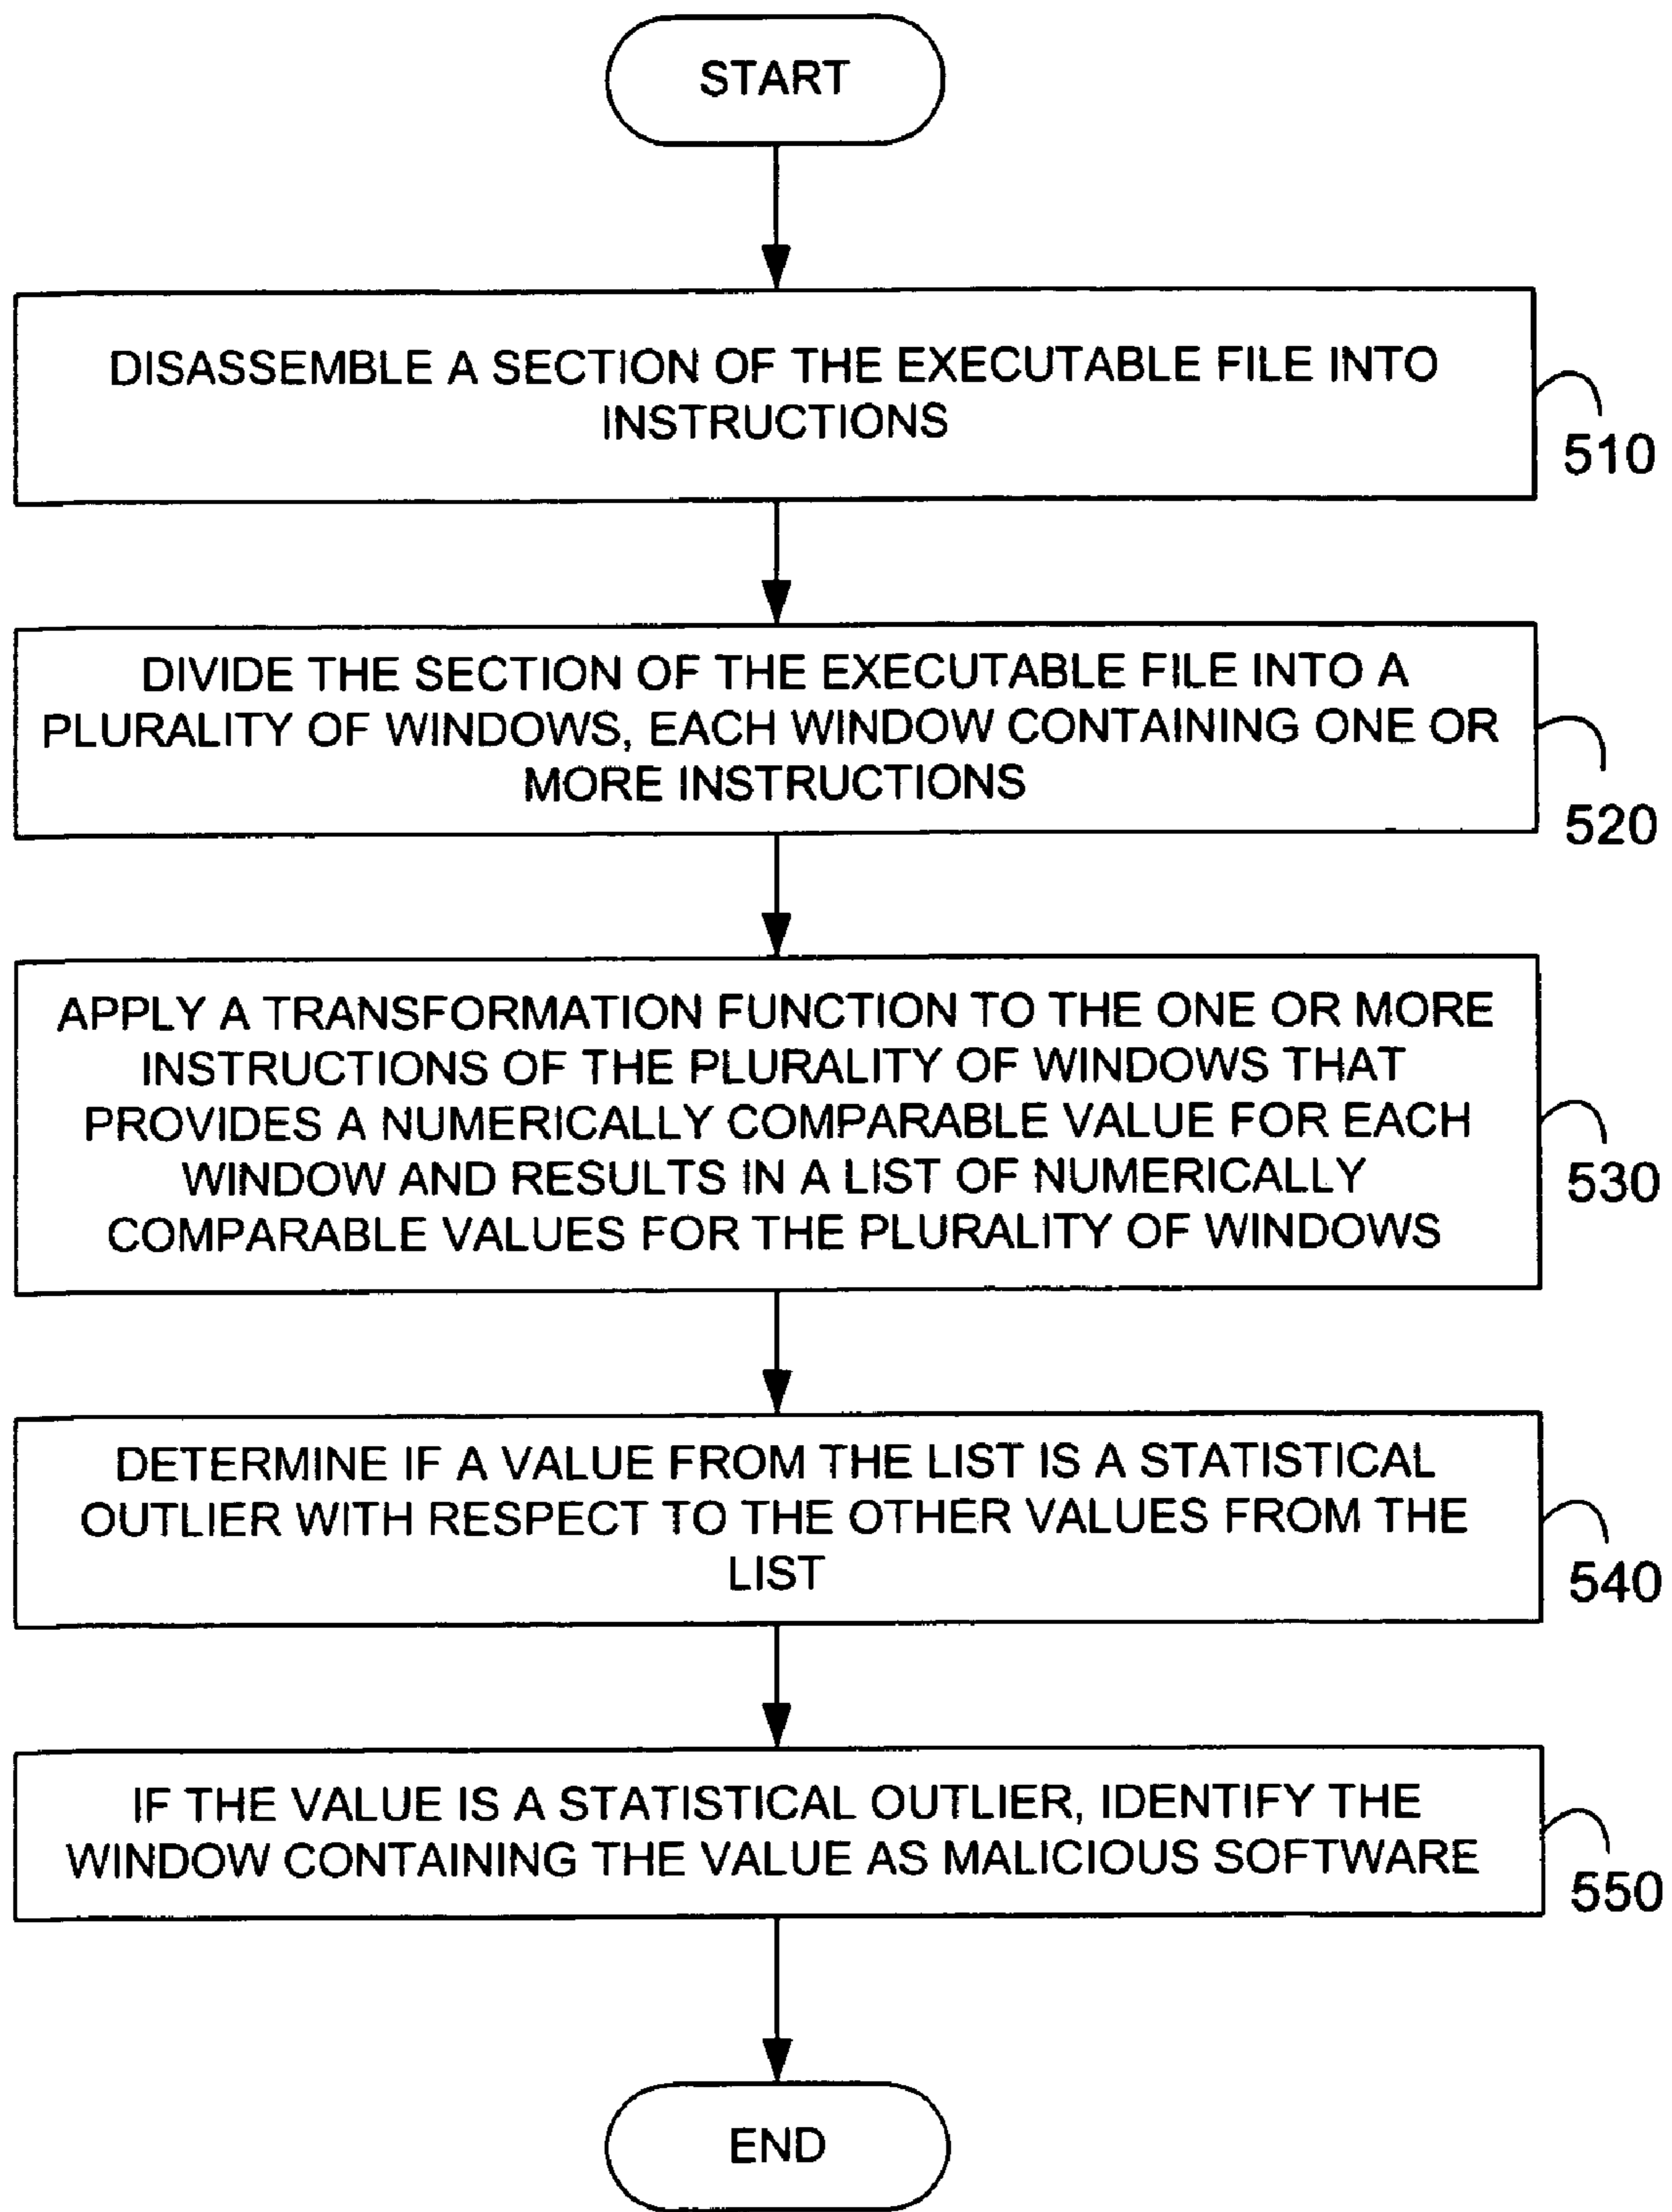 START
DISASSEMBLE A SECTION OF THE EXECUTABLE FILE INTO
INSTRUCTIONS
510
DIVIDE THE SECTION OF THE EXECUTABLE FILE INTO A
PLURALITY OF WINDOWS, EACH WINDOW CONTAINING ONE OR
MORE INSTRUCTIONS
520
APPLY A TRANSFORMATION FUNCTION TO THE ONE OR MORE
INSTRUCTIONS OF THE PLURALITY OF WINDOWS THAT
PROVIDES A NUMERICALLY COMPARABLE VALUE FOR EACH
WINDOW AND RESULTS IN A LIST OF NUMERICALLY
COMPARABLE VALUES FOR THE PLURALITY OF WINDOWS
530
DETERMINE IF A VALUE FROM THE LIST IS A STATISTICAL
OUTLIER WITH RESPECT TO THE OTHER VALUES FROM THE
LIST
540
IF THE VALUE IS A STATISTICAL OUTLIER, IDENTIFY THE
WINDOW CONTAINING THE VALUE AS MALICIOUS SOFTWARE
550
END